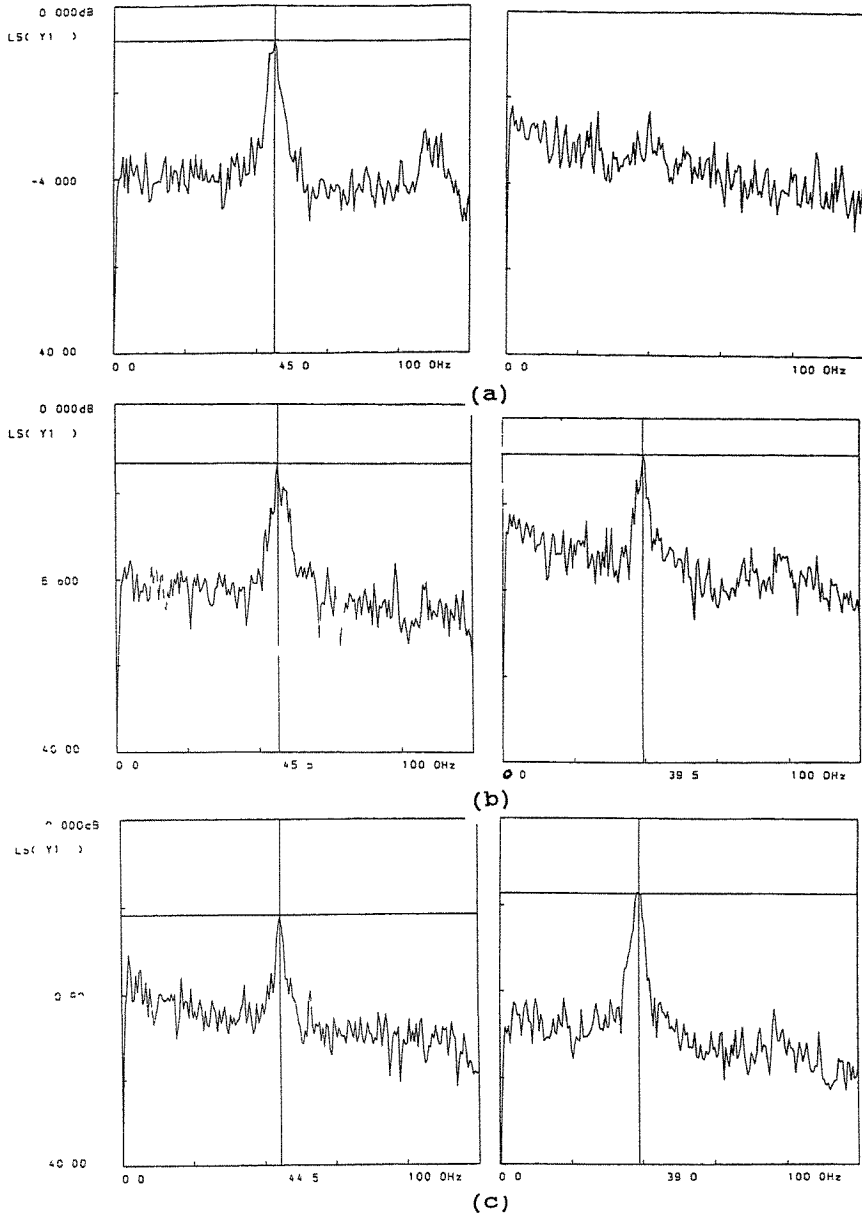 0 000dB
LS( Y1 )
-4 000
40 00
0 0 45 0 100 0Hz
0 0 100 0Hz
(a)
0 000dB
LS( Y1 )
40 00
0 0 45 100 0Hz
0 0 39 5 100 0Hz
(b)
000dB
LS( Y1 )
40 00
0 0 44 5 100 0Hz
0 0 39 0 100 0Hz
(c)